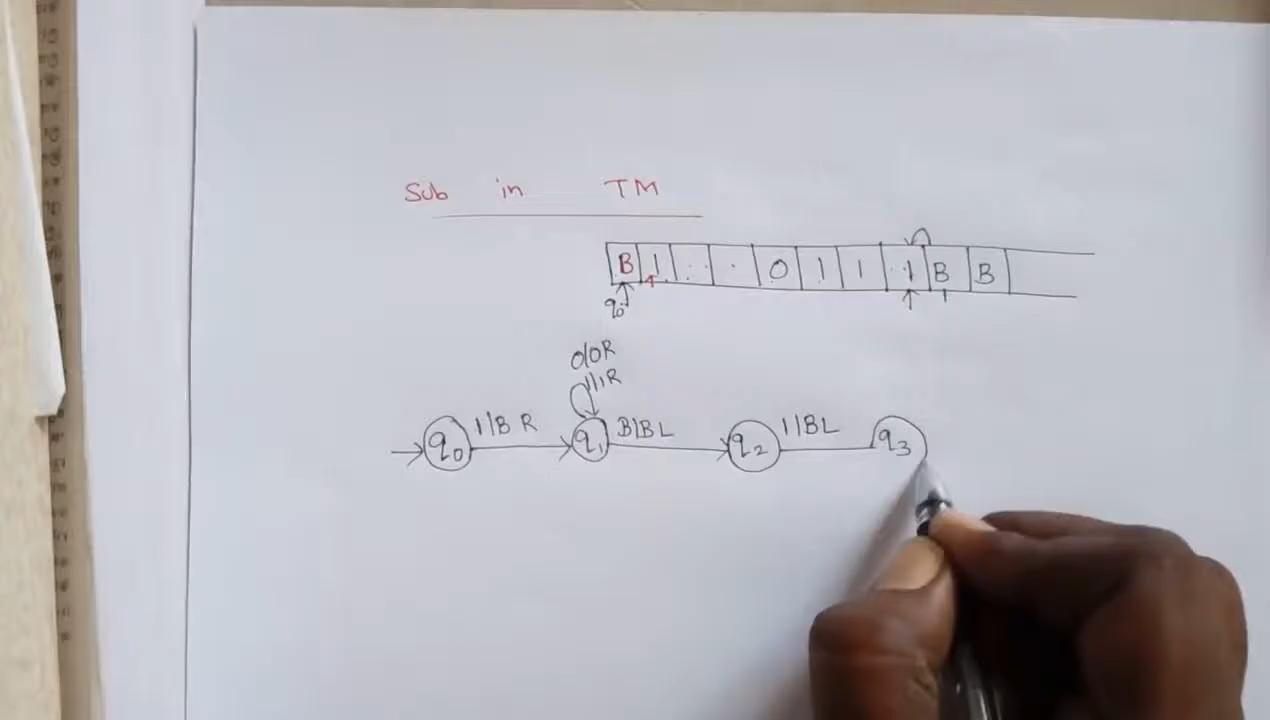 Sub in TM
B 1 . . . 0 1 1 1 B B
q0
0/0R
1/1R
q0 1/B R q1 B/B L q2 1/BL q3